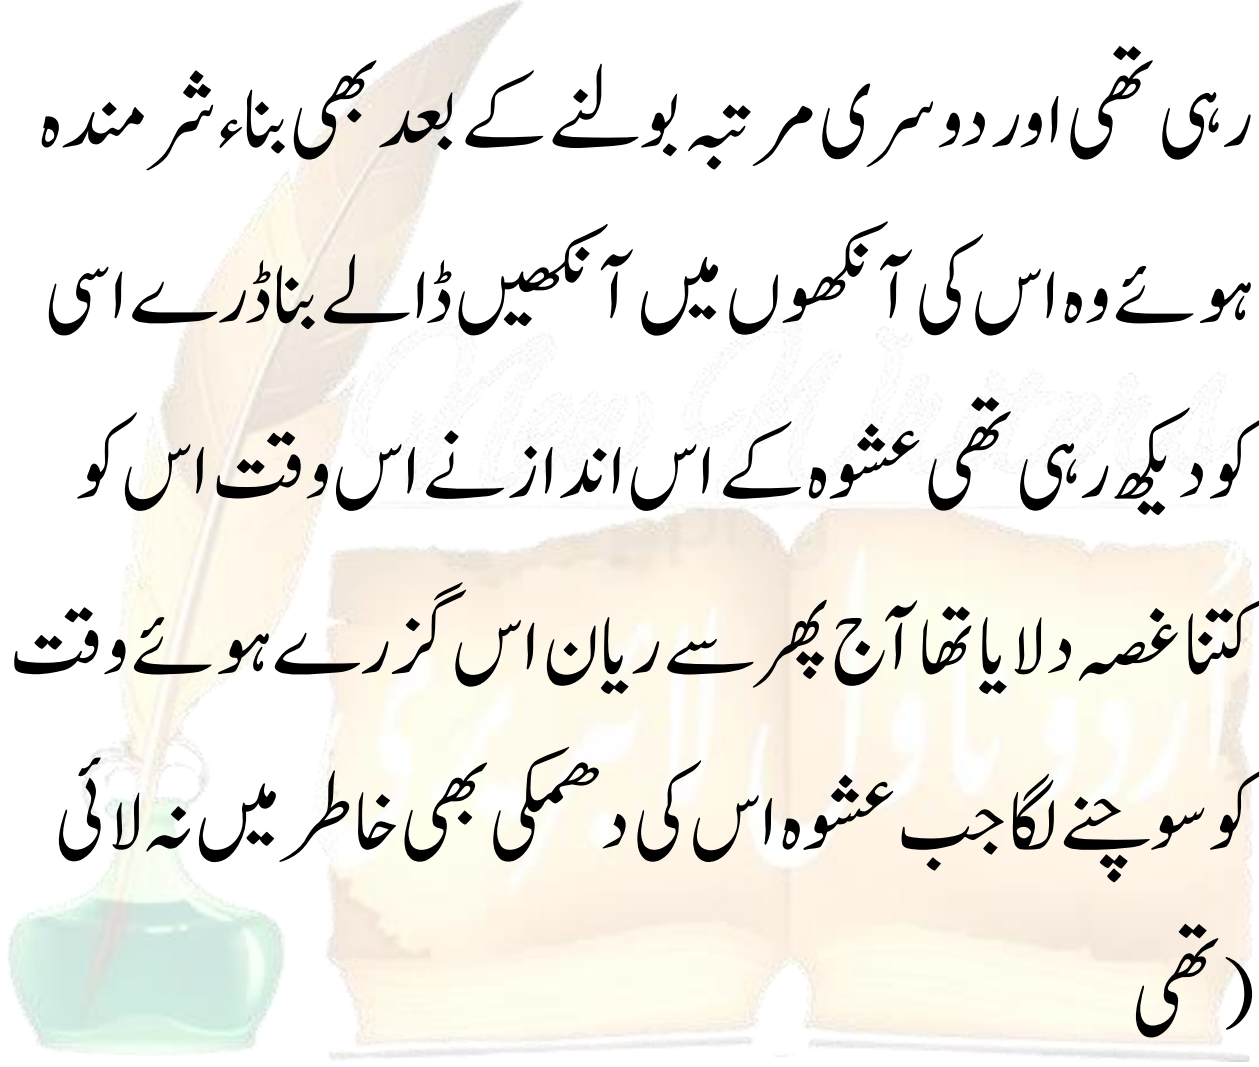 رہی تھی اور دوسری مرتبہ بولنے کے بعد بھی بناء شرمندہ
ہوئے وہ اس کی آنکھوں میں آنکھیں ڈالے بنا ڈرے اسی
کو دیکھ رہی تھی عشوہ کے اس انداز نے اس وقت اس کو
کتنا غصہ دلایا تھا آج پھر سے ریان اس گزرے ہوئے وقت
کو سوچنے لگا جب عشوہ اس کی دھمکی بھی خاطر میں نہ لائی
(تھی